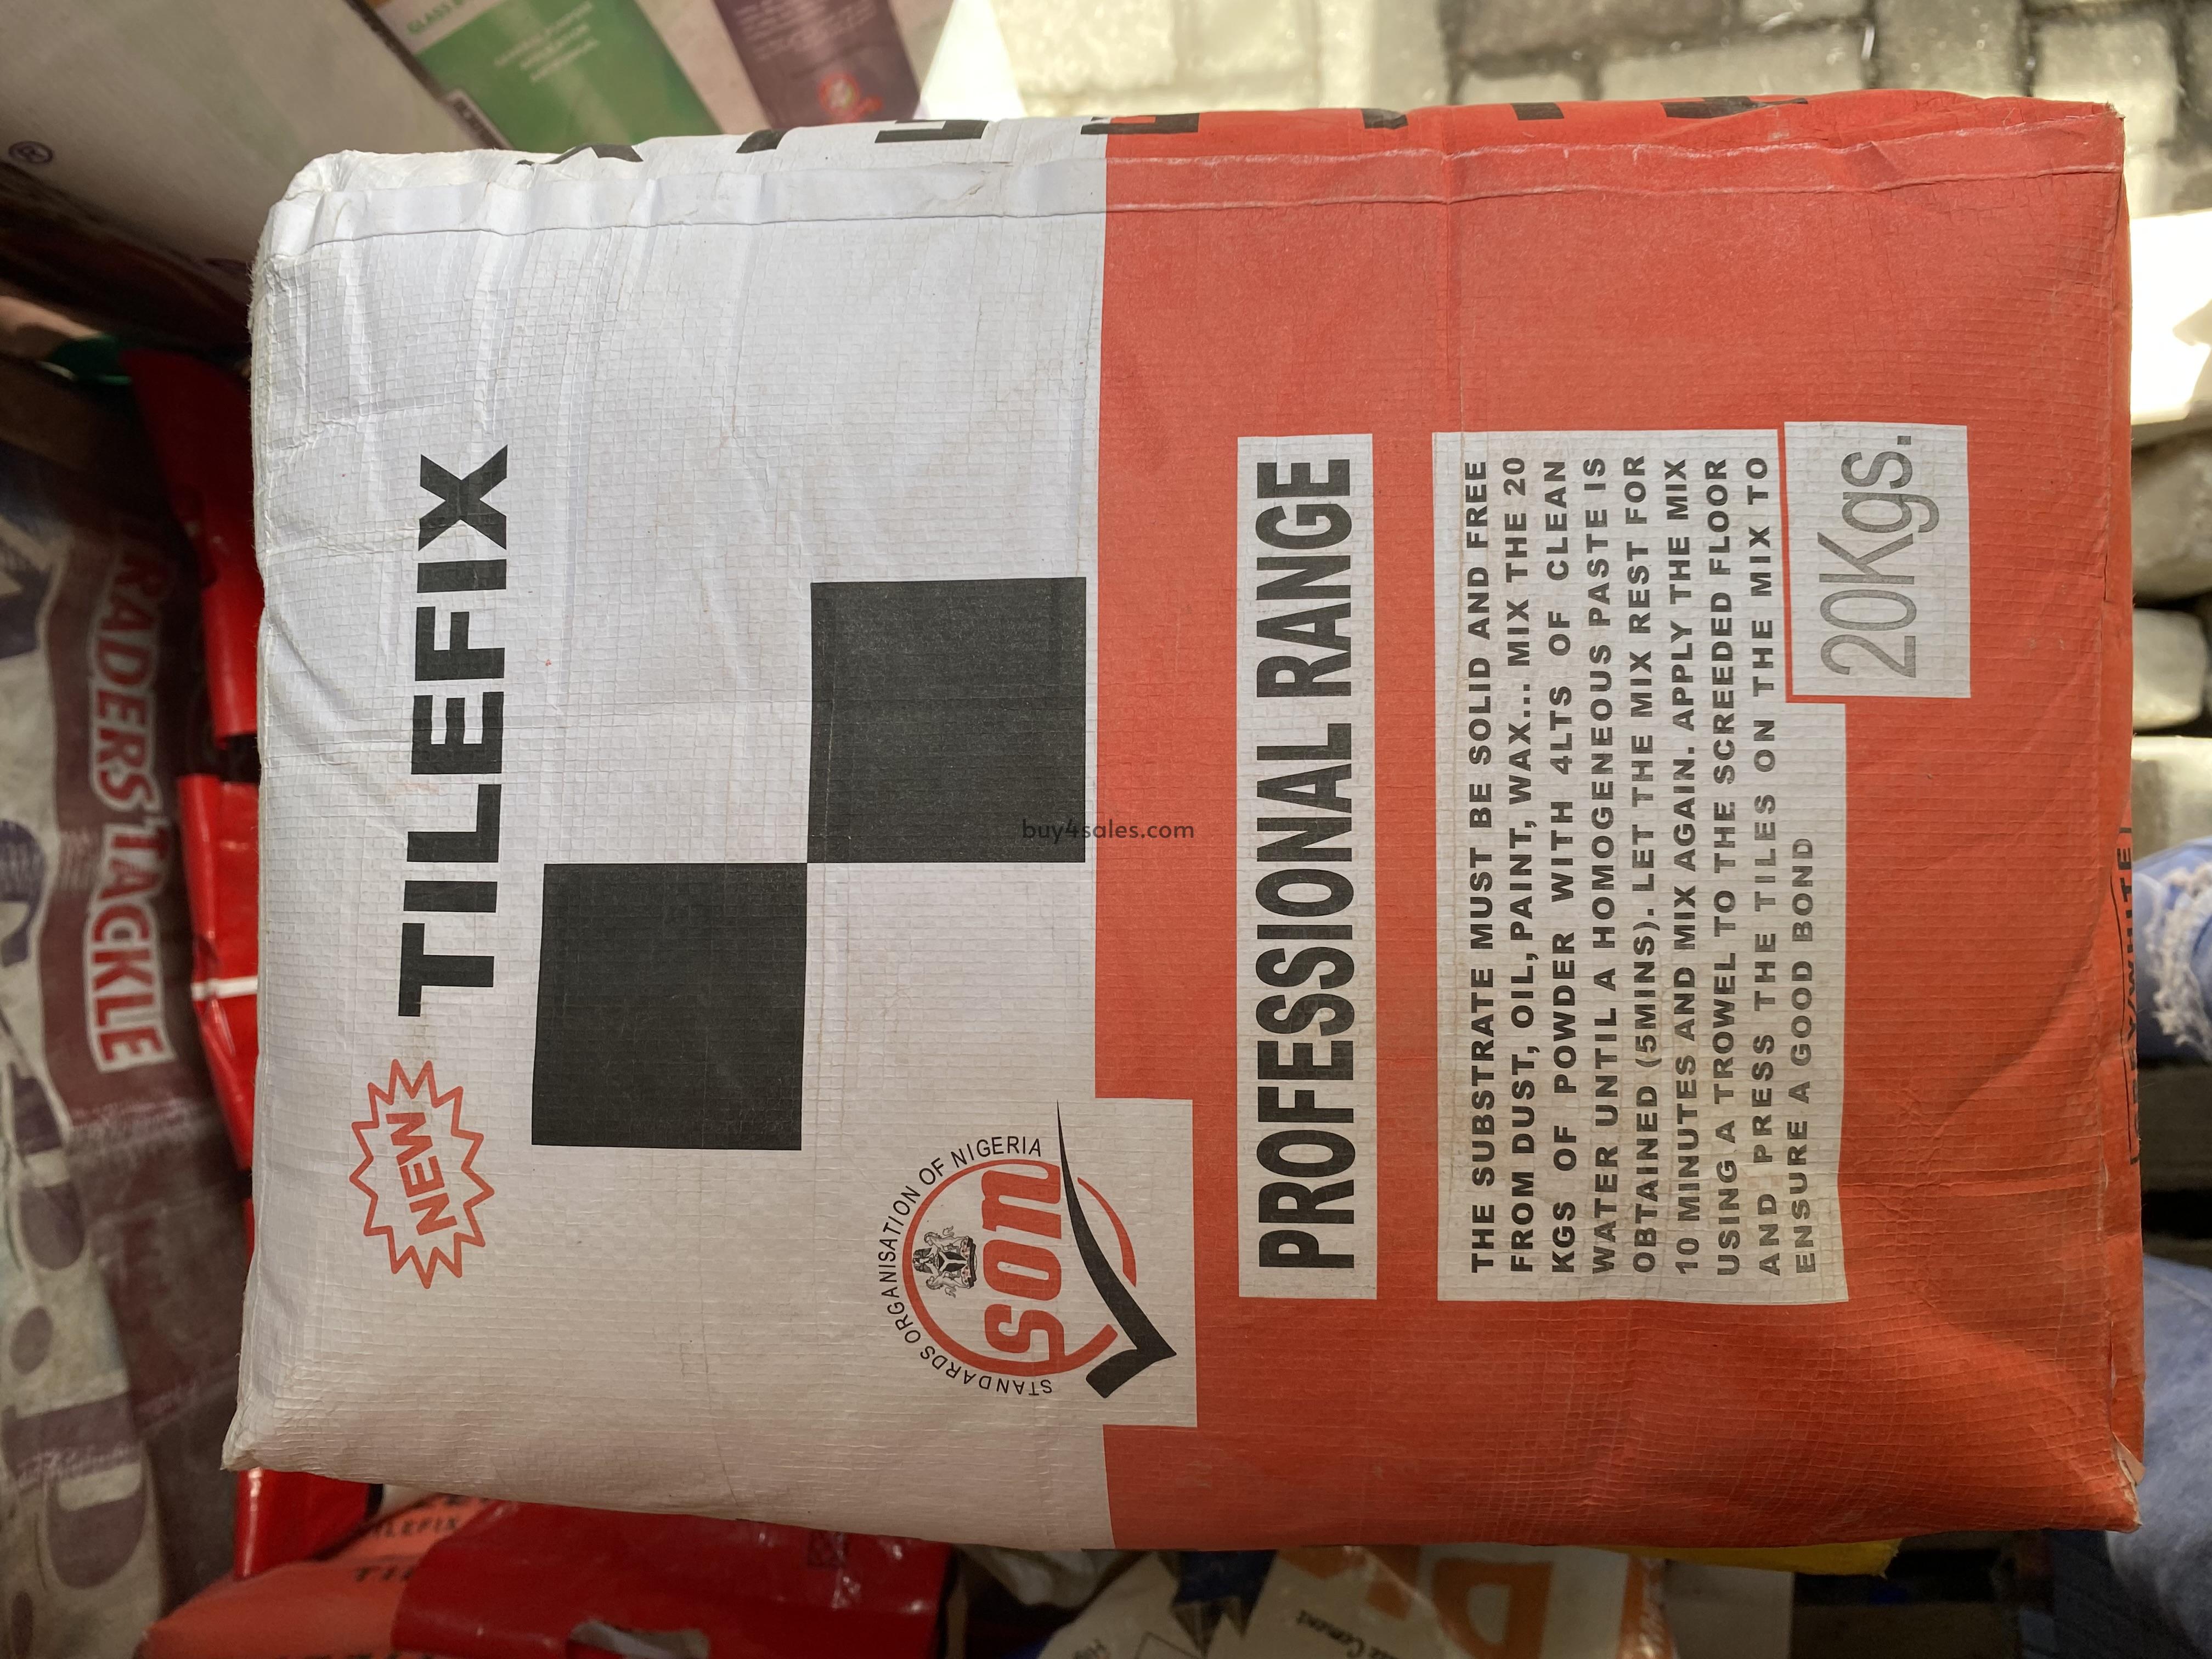 NEW
TILEFIX
STANDARDS ORGANISATION OF NIGERIA
SON
PROFESSIONAL RANGE
THE SUBSTRATE MUST BE SOLID AND FREE
FROM DUST, OIL, PAINT, WAX... MIX THE 20
KGS OF POWDER WITH 4LTS OF CLEAN
WATER UNTIL A HOMOGENEOUS PASTE IS
OBTAINED (5MINS). LET THE MIX REST FOR
10 MINUTES AND MIX AGAIN. APPLY THE MIX
USING A TROWEL TO THE SCREEDED FLOOR
AND PRESS THE TILES ON THE MIX TO
ENSURE A GOOD BOND
20Kgs.
buy4sales.com
TRADERS'TACKLE
TILEFIX
Cement